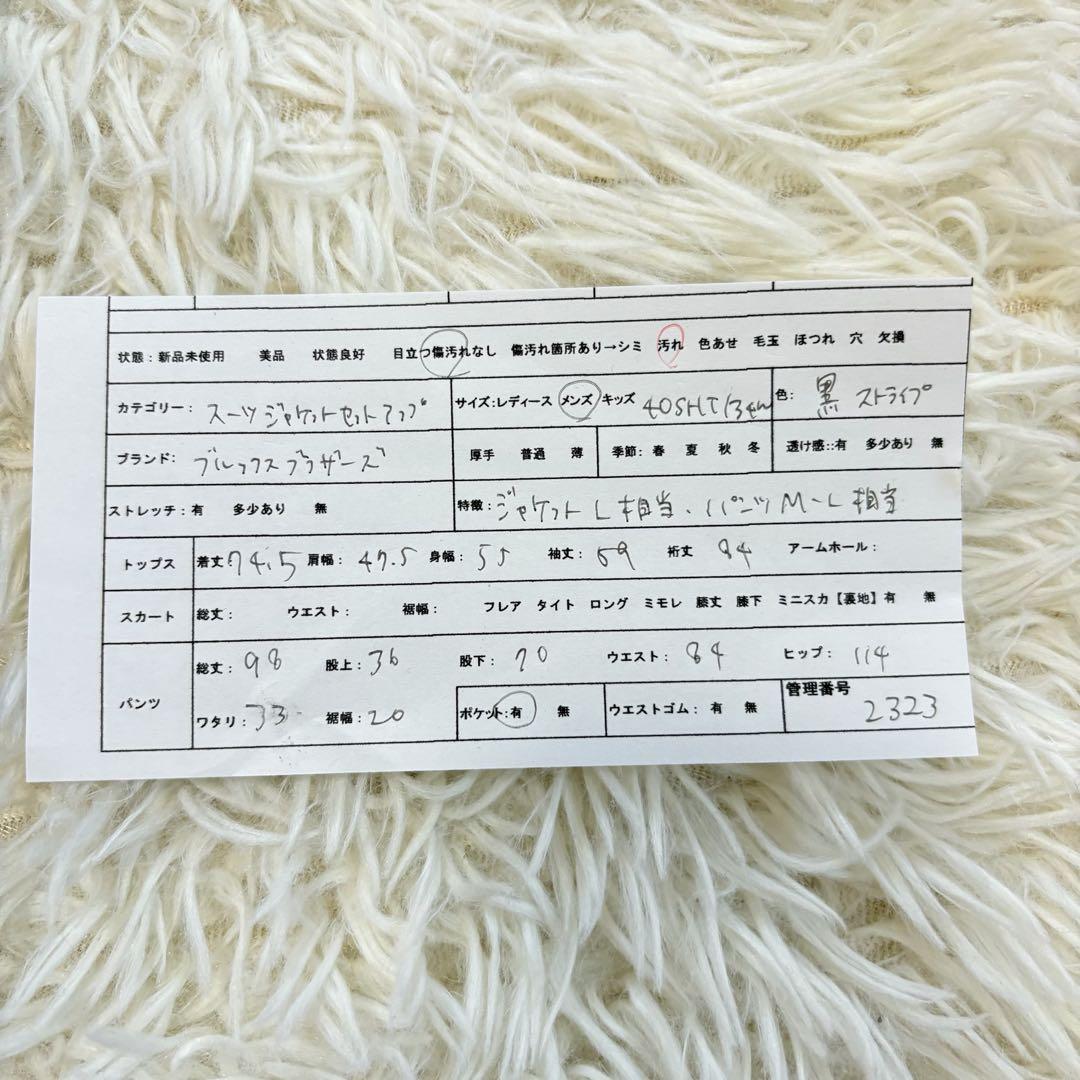 状態：新品未使用 美品 状態良好 目立つ傷汚れなし 傷汚れ箇所あり→シミ 汚れ 色あせ 毛玉 ほつれ 穴 欠損
カテゴリー： スーツジャケットセットアップ サイズ：レディース メンズ キッズ 40SHT 色： 黒 ストライプ
ブランド： ブルックスブラザーズ 厚手 普通 薄 季節：春 夏 秋 冬 透け感：：有 多少あり 無
ストレッチ：有 多少あり 無 特徴：ジャケットL相当、パンツM〜L相当
トップス 着丈74.5 肩幅：47.5 身幅：55 袖丈：59 裄丈 84 アームホール：
スカート 総丈： ウエスト： 裾幅： フレア タイト ロング ミモレ 膝丈 膝下 ミニスカ【裏地】有 無
パンツ 総丈：98 股上：36 股下：70 ウエスト：84 ヒップ：114
ワタリ：33 裾幅：20 ポケット：有 無 ウエストゴム：有 無 管理番号 2323